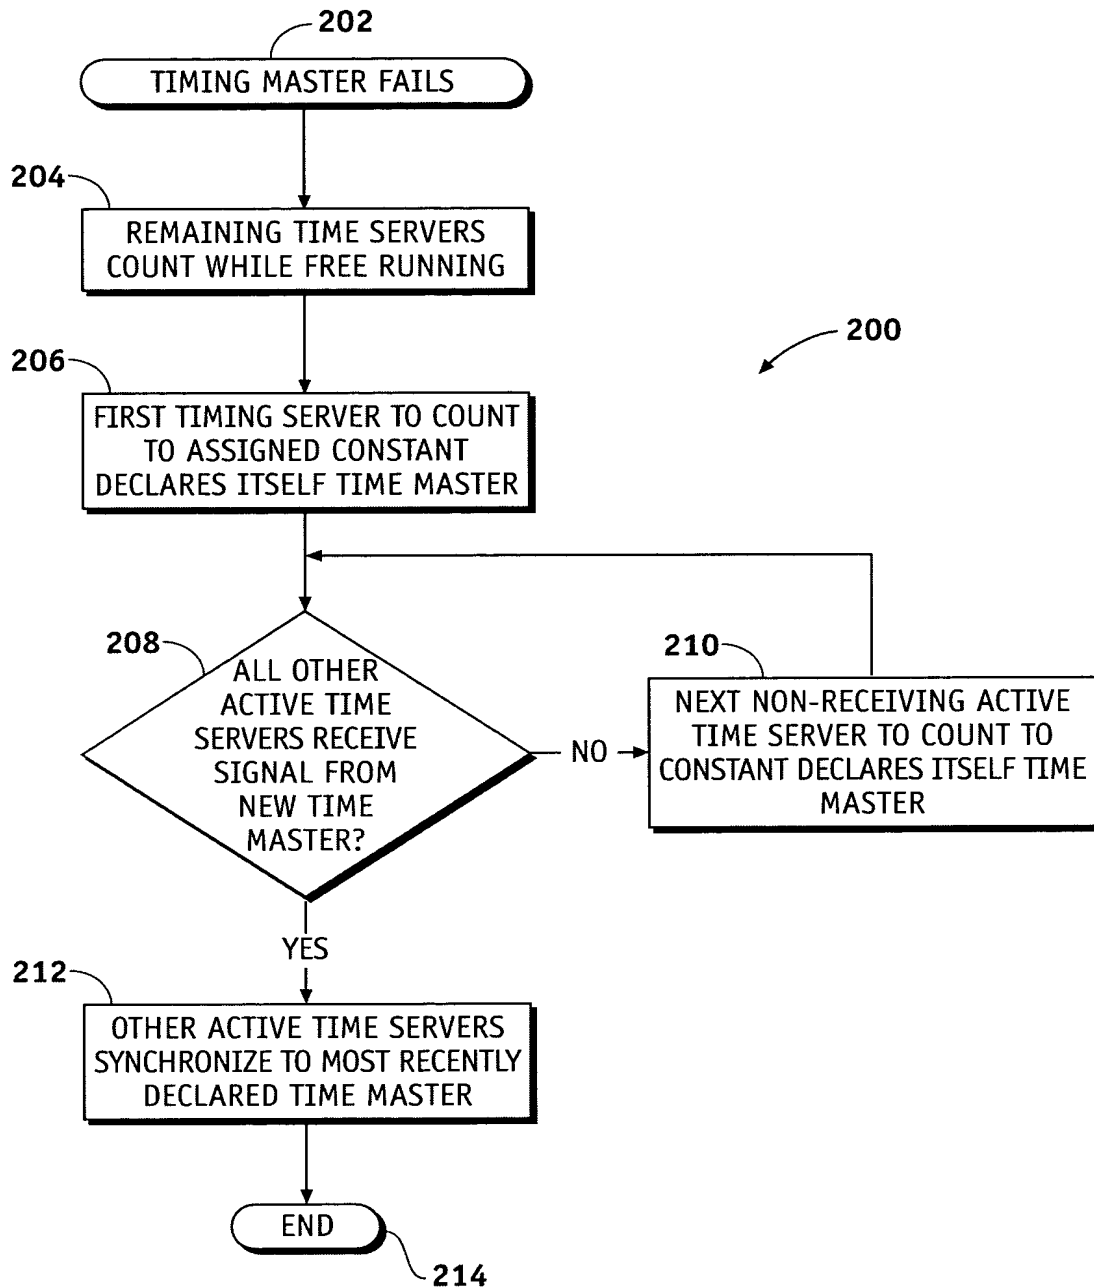 202
TIMING MASTER FAILS
204
REMAINING TIME SERVERS
COUNT WHILE FREE RUNNING
200
206
FIRST TIMING SERVER TO COUNT
TO ASSIGNED CONSTANT
DECLARES ITSELF TIME MASTER
208
ALL OTHER
ACTIVE TIME
SERVERS RECEIVE
SIGNAL FROM
NEW TIME
MASTER?
NO
210
NEXT NON-RECEIVING ACTIVE
TIME SERVER TO COUNT TO
CONSTANT DECLARES ITSELF TIME
MASTER
YES
212
OTHER ACTIVE TIME SERVERS
SYNCHRONIZE TO MOST RECENTLY
DECLARED TIME MASTER
END
214